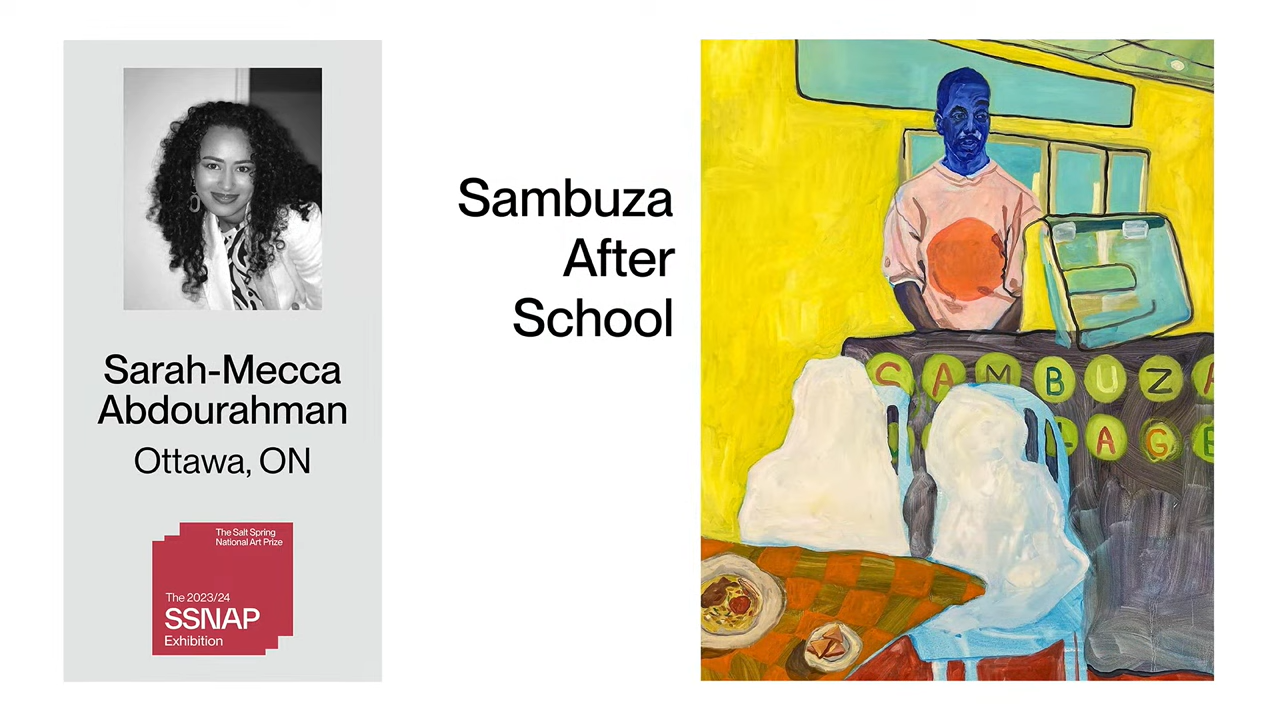 Sarah-Mecca
Abdourahman
Ottawa, ON
The Salt Spring
National Art Prize
The 2023/24
SSNAP
Exhibition
Sambuza
After
School
SAMBUZA
LAGE